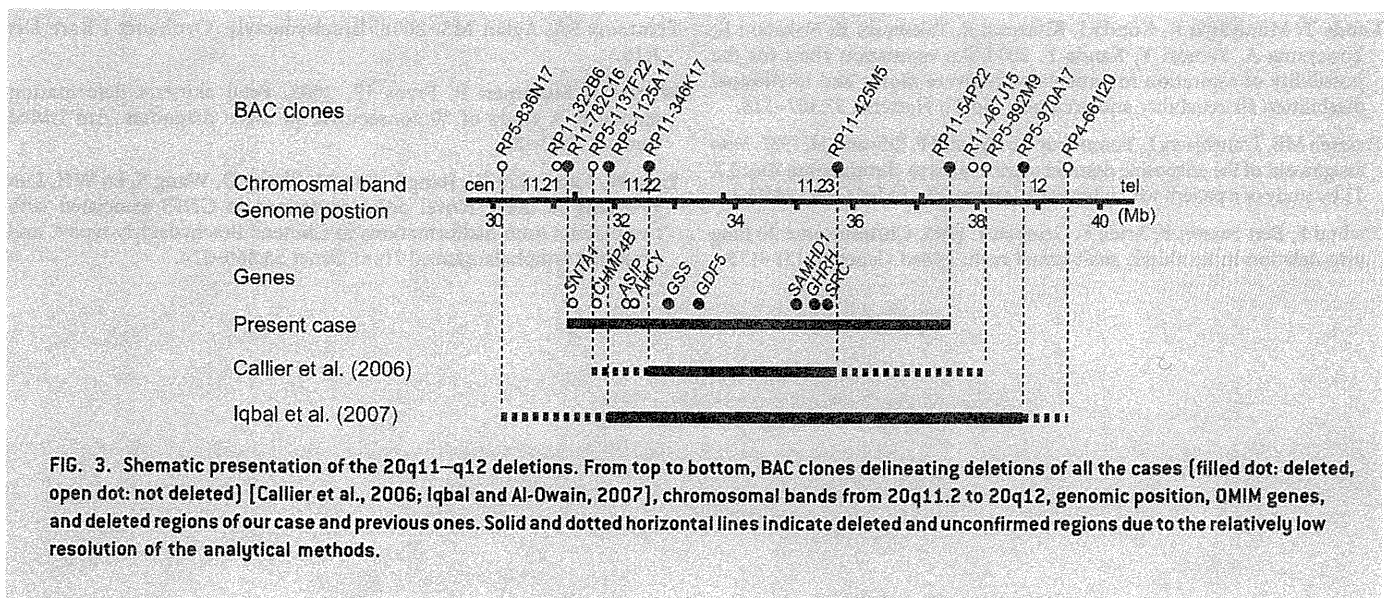 BAC clones
RP5-836N17
RP11-322B6
R11-782C16
RP5-1137F22
RP5-1125A11
RP11-346K17
RP11-425M5
RP11-54P22
R11-467J15
RP5-892M9
RP5-970A17
RP4-661I20
Chromosmal band cen 11.21 11.22 11.23 12 tel
Genome postion 30 32 34 36 38 40 (Mb)
Genes
SNTA1
CHMP4B
ASIP
AHCY
GSS
GDF5
SAMHD1
GHRH
SRC
Present case
Callier et al. (2006)
Iqbal et al. (2007)
FIG. 3. Shematic presentation of the 20q11–q12 deletions. From top to bottom, BAC clones delineating deletions of all the cases (filled dot: deleted,
open dot: not deleted) [Callier et al., 2006; Iqbal and Al-Owain, 2007], chromosomal bands from 20q11.2 to 20q12, genomic position, OMIM genes,
and deleted regions of our case and previous ones. Solid and dotted horizontal lines indicate deleted and unconfirmed regions due to the relatively low
resolution of the analytical methods.